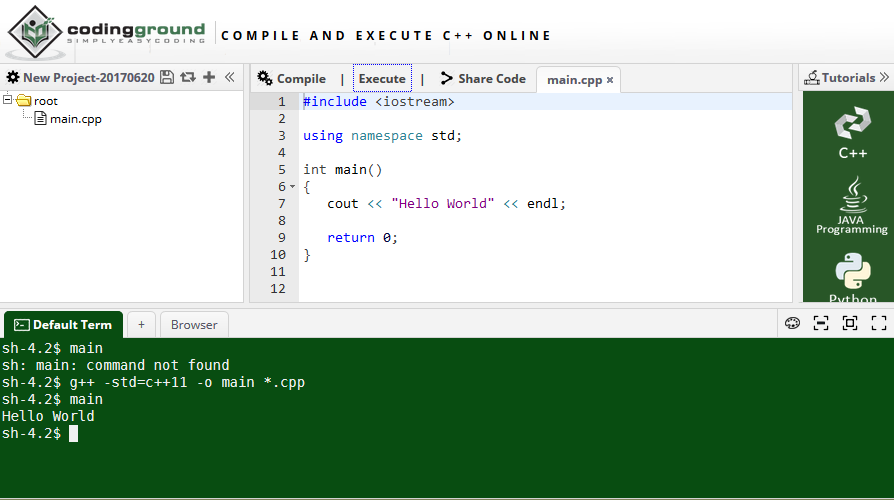 codingground
SIMPLYEASYCODING
COMPILE AND EXECUTE C++ ONLINE
New Project-20170620
root
main.cpp
Compile | Execute | Share Code main.cpp ×
1 #include <iostream>
2
3 using namespace std;
4
5 int main()
6 {
7 cout << "Hello World" << endl;
8
9 return 0;
10 }
11
12
Tutorials
C++
JAVA
Programming
Python
Default Term + Browser
sh-4.2$ main
sh: main: command not found
sh-4.2$ g++ -std=c++11 -o main *.cpp
sh-4.2$ main
Hello World
sh-4.2$